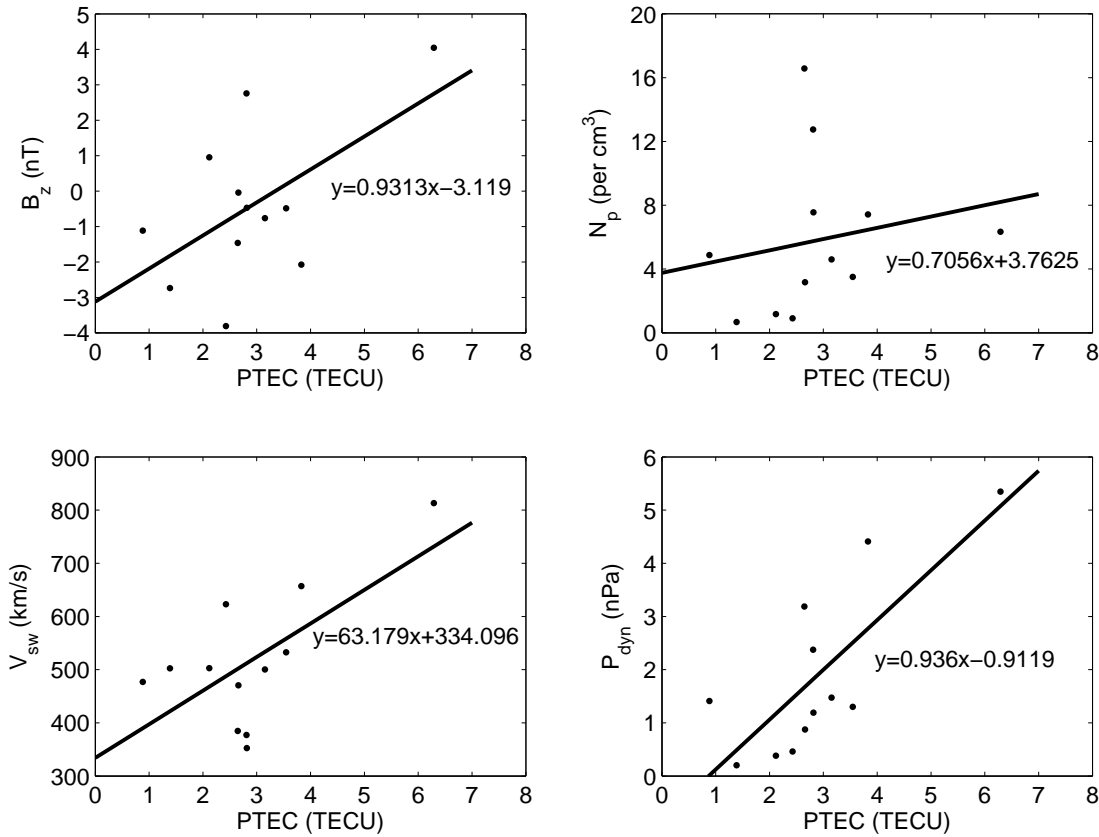 5
4
3
2
1
0
−1
−2
−3
−4
B_z (nT)
y=0.9313x−3.119
0 1 2 3 4 5 6 7 8
PTEC (TECU)
20
16
12
8
4
0
N_p (per cm^3)
y=0.7056x+3.7625
0 1 2 3 4 5 6 7 8
PTEC (TECU)
900
800
700
600
500
400
300
V_sw (km/s)
y=63.179x+334.096
0 1 2 3 4 5 6 7 8
PTEC (TECU)
6
5
4
3
2
1
0
P_dyn (nPa)
y=0.936x−0.9119
0 1 2 3 4 5 6 7 8
PTEC (TECU)